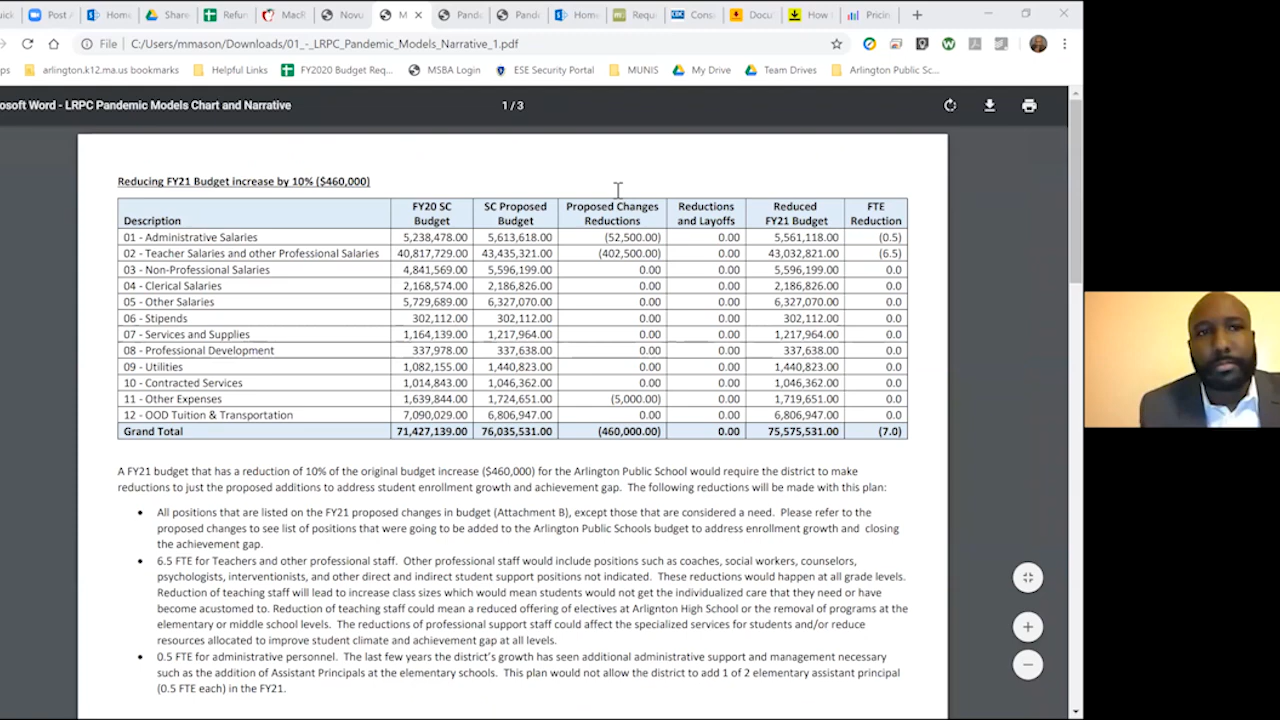 Post A Home Share Refun MacR Novu M Pand Pand Home Requ Cons Docu How Pricin
File C:/Users/mmason/Downloads/01_-_LRPC_Pandemic_Models_Narrative_1.pdf
ps arlington.k12.ma.us bookmarks Helpful Links FY2020 Budget Req... MSBA Login ESE Security Portal MUNIS My Drive Team Drives Arlington Public Sc...
osoft Word - LRPC Pandemic Models Chart and Narrative 1 / 3
Reducing FY21 Budget increase by 10% ($460,000)
FY20 SC SC Proposed Proposed Changes Reductions Reduced FTE
Description Budget Budget Reductions and Layoffs FY21 Budget Reduction
01 - Administrative Salaries 5,238,478.00 5,613,618.00 (52,500.00) 0.00 5,561,118.00 (0.5)
02 - Teacher Salaries and other Professional Salaries 40,817,729.00 43,435,321.00 (402,500.00) 0.00 43,032,821.00 (6.5)
03 - Non-Professional Salaries 4,841,569.00 5,596,199.00 0.00 0.00 5,596,199.00 0.0
04 - Clerical Salaries 2,168,574.00 2,186,826.00 0.00 0.00 2,186,826.00 0.0
05 - Other Salaries 5,729,689.00 6,327,070.00 0.00 0.00 6,327,070.00 0.0
06 - Stipends 302,112.00 302,112.00 0.00 0.00 302,112.00 0.0
07 - Services and Supplies 1,164,139.00 1,217,964.00 0.00 0.00 1,217,964.00 0.0
08 - Professional Development 337,978.00 337,638.00 0.00 0.00 337,638.00 0.0
09 - Utilities 1,082,155.00 1,440,823.00 0.00 0.00 1,440,823.00 0.0
10 - Contracted Services 1,014,843.00 1,046,362.00 0.00 0.00 1,046,362.00 0.0
11 - Other Expenses 1,639,844.00 1,724,651.00 (5,000.00) 0.00 1,719,651.00 0.0
12 - OOD Tuition & Transportation 7,090,029.00 6,806,947.00 0.00 0.00 6,806,947.00 0.0
Grand Total 71,427,139.00 76,035,531.00 (460,000.00) 0.00 75,575,531.00 (7.0)
A FY21 budget that has a reduction of 10% of the original budget increase ($460,000) for the Arlington Public School would require the district to make
reductions to just the proposed additions to address student enrollment growth and achievement gap. The following reductions will be made with this plan:
• All positions that are listed on the FY21 proposed changes in budget (Attachment B), except those that are considered a need. Please refer to the
proposed changes to see list of positions that were going to be added to the Arlington Public Schools budget to address enrollment growth and closing
the achievement gap.
• 6.5 FTE for Teachers and other professional staff. Other professional staff would include positions such as coaches, social workers, counselors,
psychologists, interventionists, and other direct and indirect student support positions not indicated. These reductions would happen at all grade levels.
Reduction of teaching staff will lead to increase class sizes which would mean students would not get the individualized care that they need or have
become acustomed to. Reduction of teaching staff could mean a reduced offering of electives at Arlignton High School or the removal of programs at the
elementary or middle school levels. The reductions of professional support staff could affect the specialized services for students and/or reduce
resources allocated to improve student climate and achievement gap at all levels.
• 0.5 FTE for administrative personnel. The last few years the district's growth has seen additional administrative support and management necessary
such as the addition of Assistant Principals at the elementary schools. This plan would not allow the district to add 1 of 2 elementary assistant principal
(0.5 FTE each) in the FY21.